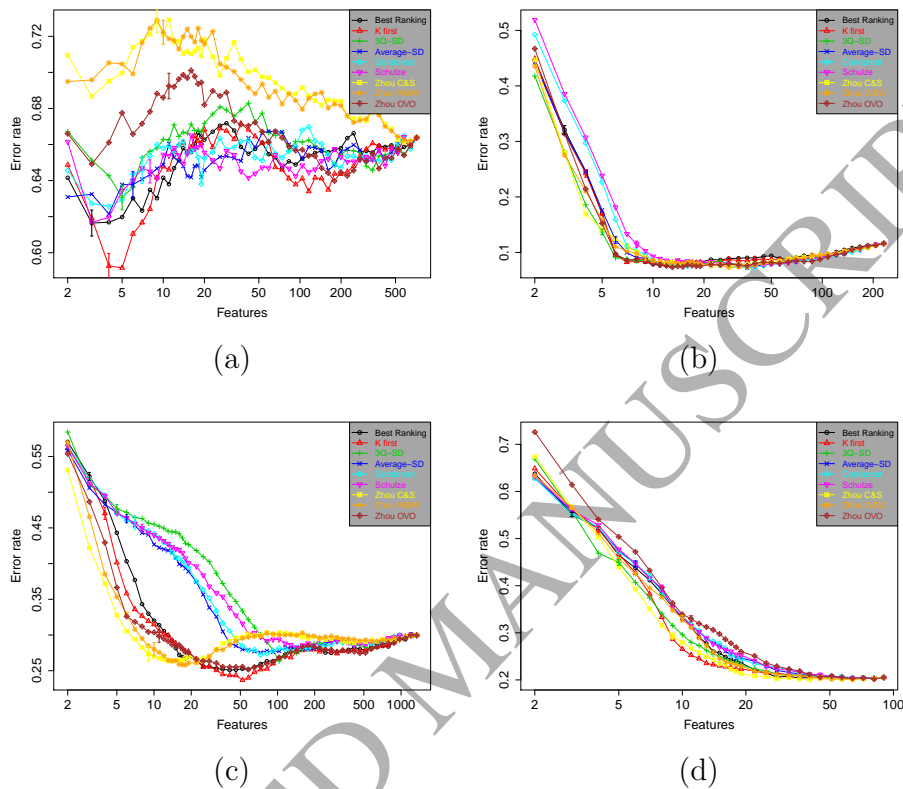 Best Ranking
K first
3Q−SD
Average−SD
Condorcet
Schulze
Zhou C&S
Zhou OVO
0.60 0.64 0.68 0.72
Error rate
2 5 10 20 50 100 200 500
Features
(a)
Best Ranking
K first
3Q−SD
Average−SD
Condorcet
Schulze
Zhou C&S
Zhou OVO
0.1 0.2 0.3 0.4 0.5
Error rate
2 5 10 20 50 100 200
Features
(b)
Best Ranking
K first
3Q−SD
Average−SD
Condorcet
Schulze
Zhou C&S
Zhou OVO
0.25 0.35 0.45 0.55
Error rate
2 5 10 20 50 100 200 500 1000
Features
(c)
Best Ranking
K first
3Q−SD
Average−SD
Condorcet
Schulze
Zhou C&S
Zhou OVO
0.2 0.3 0.4 0.5 0.6 0.7
Error rate
2 5 10 20 50 100
Features
(d)
MANUSCRIPT